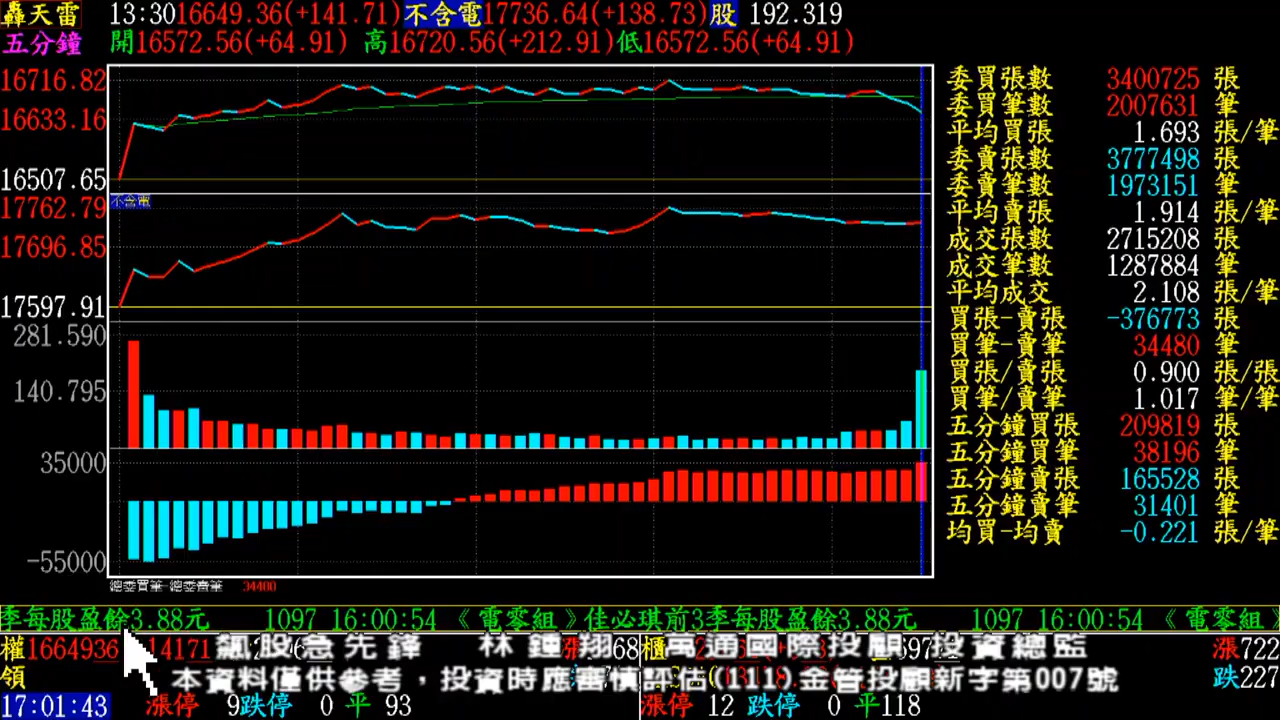 轟天雷 13:30 16649.36(+141.71) 不含電 17736.64(+138.73) 股 192.319
五分鐘 開16572.56(+64.91) 高16720.56(+212.91) 低16572.56(+64.91)
16716.82
16633.16
16507.65
不含電
17762.79
17696.85
17597.91
281.590
140.795
35000
-55000
34400
委買張數 3400725 張
委買筆數 2007631 筆
平均買張 1.693 張/筆
委賣張數 3777498 張
委賣筆數 1973151 筆
平均賣張 1.914 張/筆
成交張數 2715208 張
成交筆數 1287884 筆
平均成交 2.108 張/筆
買張-賣張 -376773 張
買筆-賣筆 34480 筆
買張/賣張 0.900 張/張
買筆/賣筆 1.017 筆/筆
五分鐘買張 209819 張
五分鐘買筆 38196 筆
五分鐘賣張 165528 張
五分鐘賣筆 31401 筆
均買-均賣 -0.221 張/筆
季每股盈餘3.88元 1097 16:00:54 《電零組》佳必琪前3季每股盈餘3.88元 1097 16:00:54 《電零組》
權1664936 14171 漲 68 櫃 697 漲722
飆股急先鋒 林鍾翔 萬通國際投顧 投資總監
領 跌227
本資料僅供參考，投資時應審慎評估(111)金管投顧新字第007號
17:01:43 漲停 9 跌停 0 平 93 漲停 12 跌停 0 平118